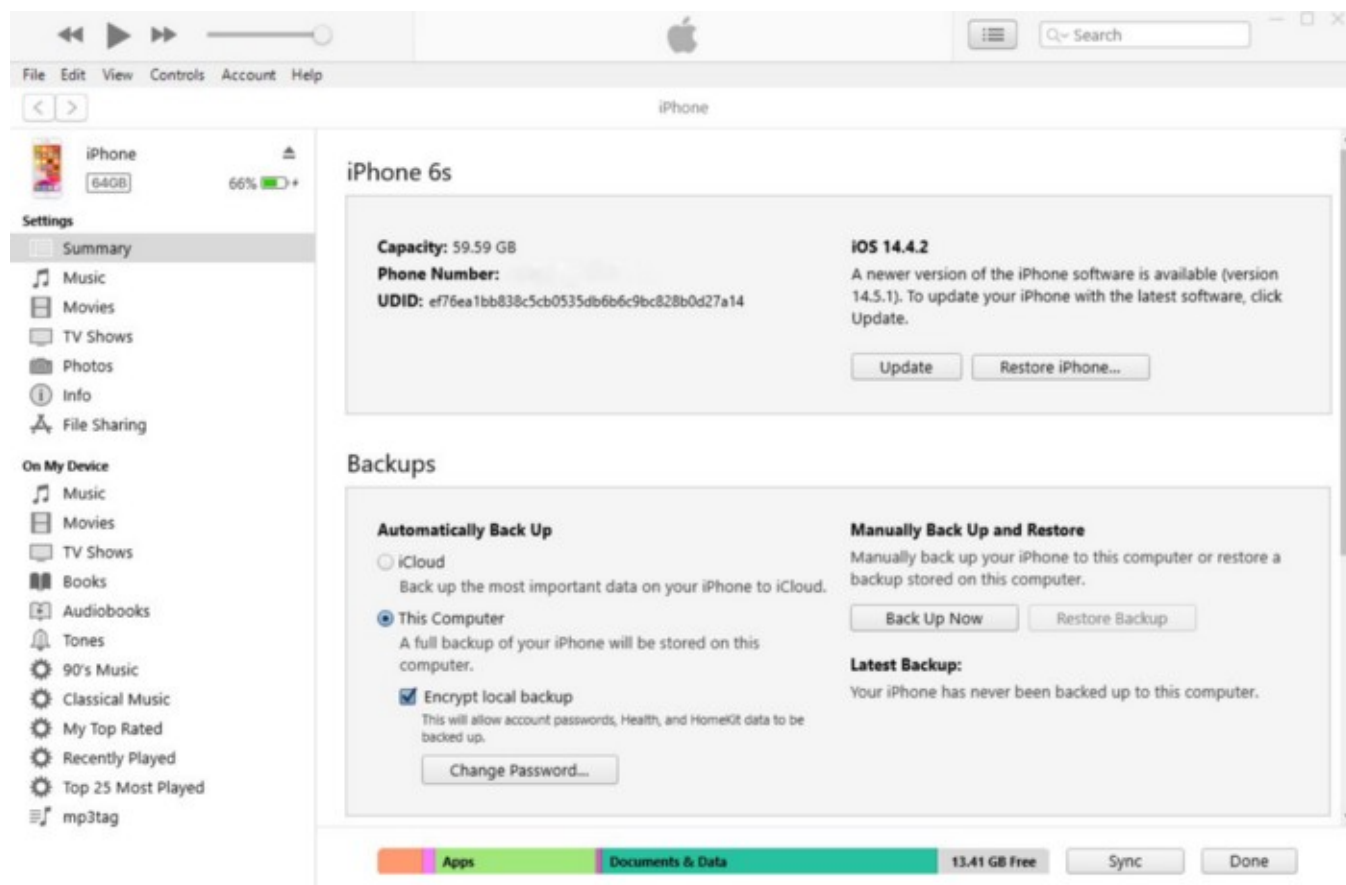 Search
File Edit View Controls Account Help
iPhone
iPhone
64GB
66%
Settings
Summary
Music
Movies
TV Shows
Photos
Info
File Sharing
On My Device
Music
Movies
TV Shows
Books
Audiobooks
Tones
90's Music
Classical Music
My Top Rated
Recently Played
Top 25 Most Played
mp3tag
iPhone 6s
Capacity: 59.59 GB
Phone Number:
UDID: ef76ea1bb838c5cb0535db6b6c9bc828b0d27a14
iOS 14.4.2
A newer version of the iPhone software is available (version
14.5.1). To update your iPhone with the latest software, click
Update.
Update
Restore iPhone...
Backups
Automatically Back Up
iCloud
Back up the most important data on your iPhone to iCloud.
This Computer
A full backup of your iPhone will be stored on this
computer.
Encrypt local backup
This will allow account passwords, Health, and HomeKit data to be
backed up.
Change Password...
Manually Back Up and Restore
Manually back up your iPhone to this computer or restore a
backup stored on this computer.
Back Up Now
Restore Backup
Latest Backup:
Your iPhone has never been backed up to this computer.
Apps
Documents & Data
13.41 GB Free
Sync
Done